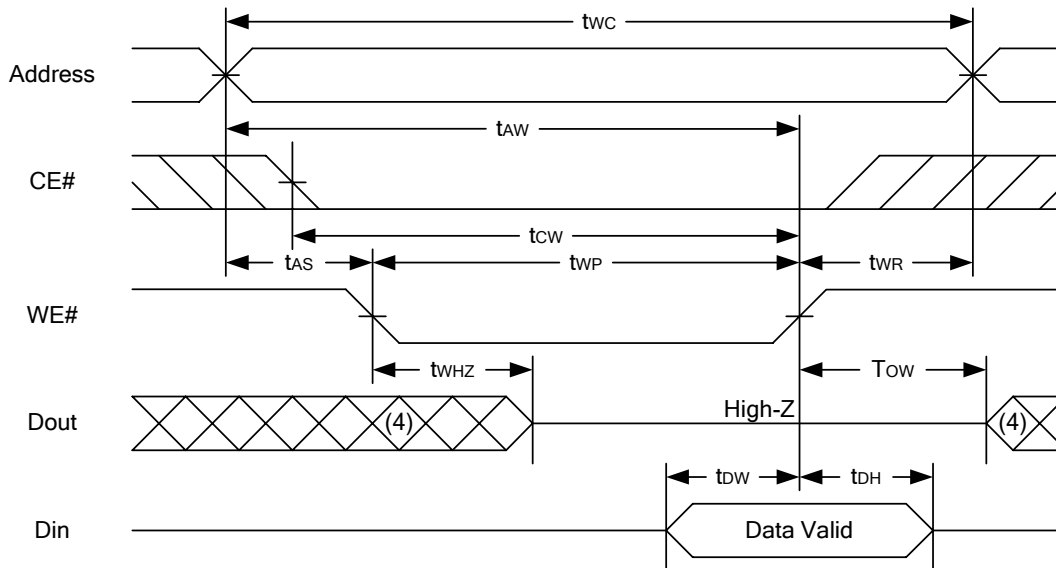 tWC
Address
tAW
CE#
tCW
tAS tWP tWR
WE#
tWHZ TOW
Dout (4) High-Z (4)
tDW tDH
Din Data Valid